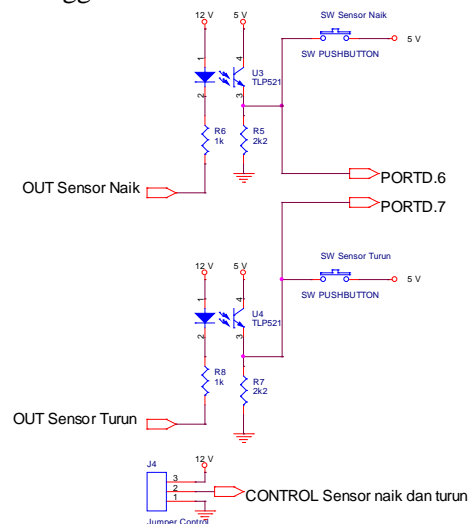 12 V 5 V SW Sensor Naik
5 V
1 4 U3 SW PUSHBUTTON
TLP521
2 3
R6 R5
1k 2k2
PORTD.6
OUT Sensor Naik
PORTD.7
SW Sensor Turun
12 V 5 V
5 V
1 4 SW PUSHBUTTON
U4
TLP521
2 3
R8 R7
1k 2k2
OUT Sensor Turun
12 V
J4
3
2
CONTROL Sensor naik dan turun
1
Jumper Control